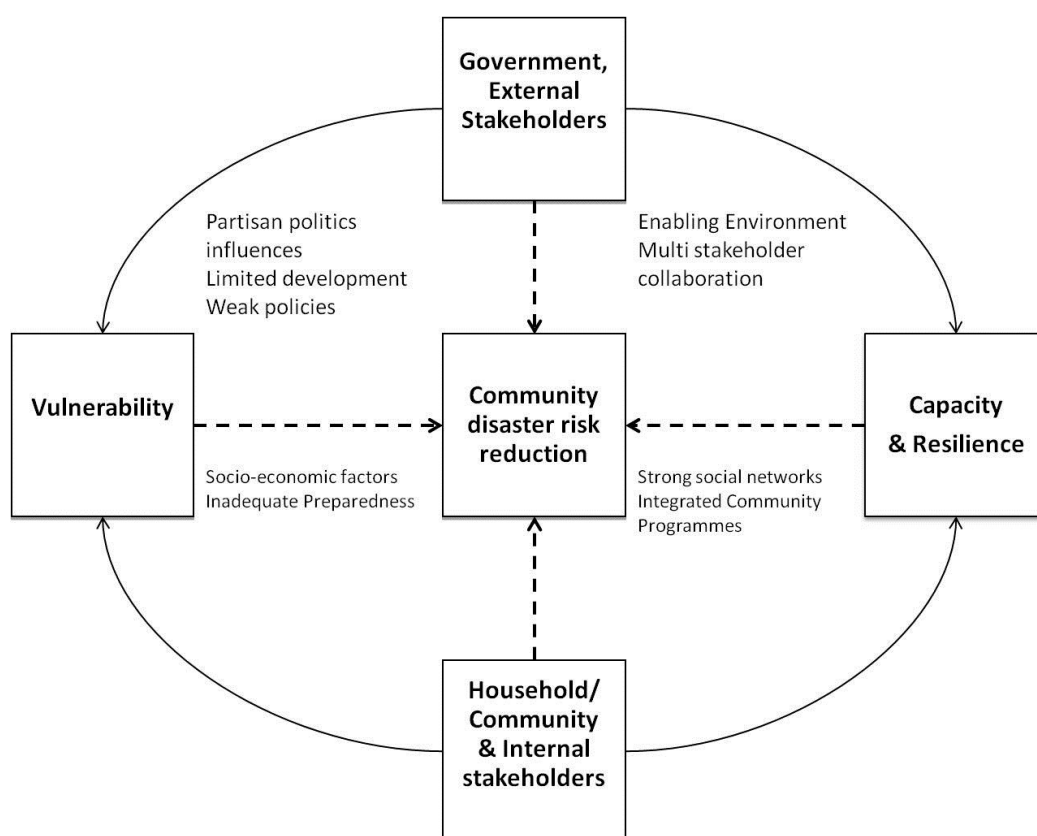 Government,
External
Stakeholders
Partisan politics
influences
Limited development
Weak policies
Enabling Environment
Multi stakeholder
collaboration
Vulnerability
Community
disaster risk
reduction
Capacity
& Resilience
Socio-economic factors
Inadequate Preparedness
Strong social networks
Integrated Community
Programmes
Household/
Community
& Internal
stakeholders